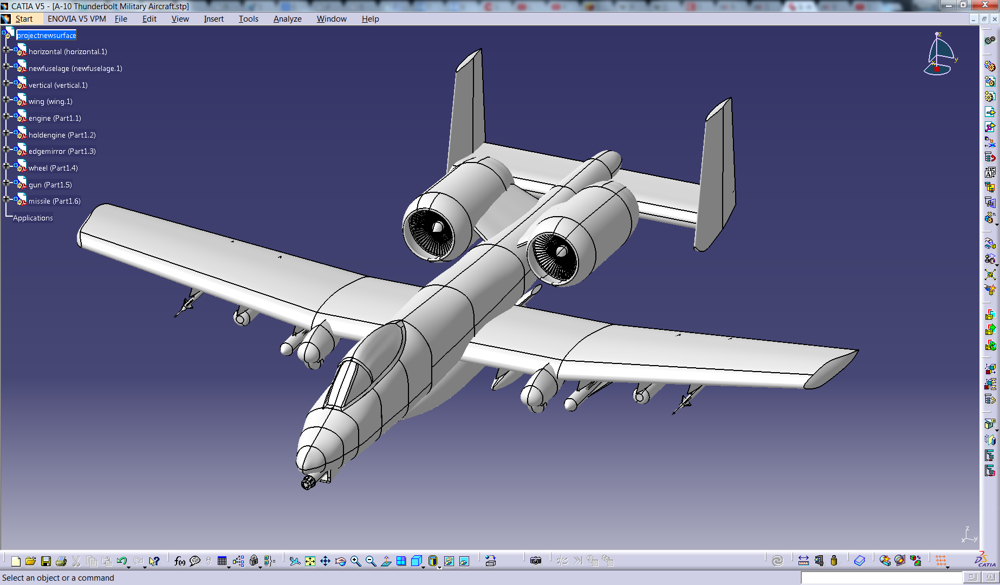 CATIA V5 - [A-10 Thunderbolt Military Aircraft.stp]
Start ENOVIA V5 VPM File Edit View Insert Tools Analyze Window Help
projectnewsurface
horizontal (horizontal.1)
newfuselage (newfuselage.1)
vertical (vertical.1)
wing (wing.1)
engine (Part1.1)
holdengine (Part1.2)
edgemirror (Part1.3)
wheel (Part1.4)
gun (Part1.5)
missile (Part1.6)
Applications
z
y
x
z
x y
f(x)
CATIA
Select an object or a command